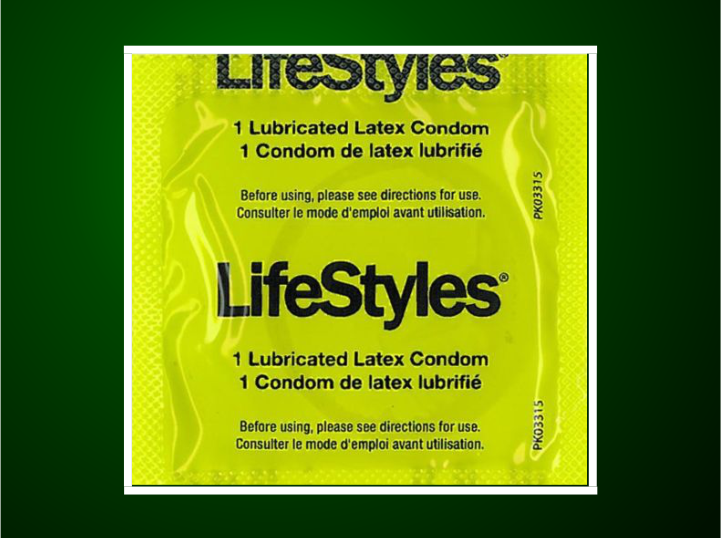 LifeStyles®
1 Lubricated Latex Condom
1 Condom de latex lubrifié
Before using, please see directions for use.
Consulter le mode d'emploi avant utilisation.
PK03315
LifeStyles®
1 Lubricated Latex Condom
1 Condom de latex lubrifié
Before using, please see directions for use.
Consulter le mode d'emploi avant utilisation.
PK03315